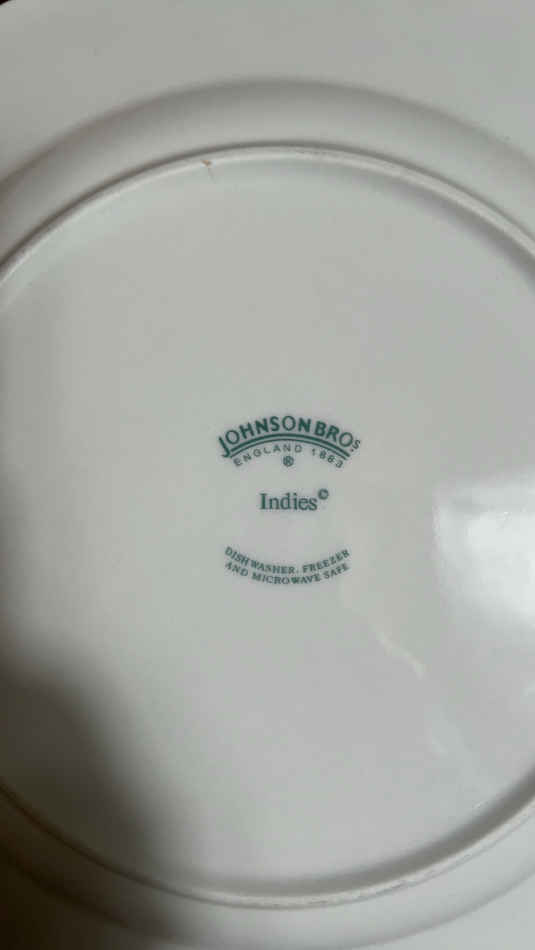 JOHNSON BROS
ENGLAND 1883
®
Indies©
DISHWASHER, FREEZER
AND MICROWAVE SAFE